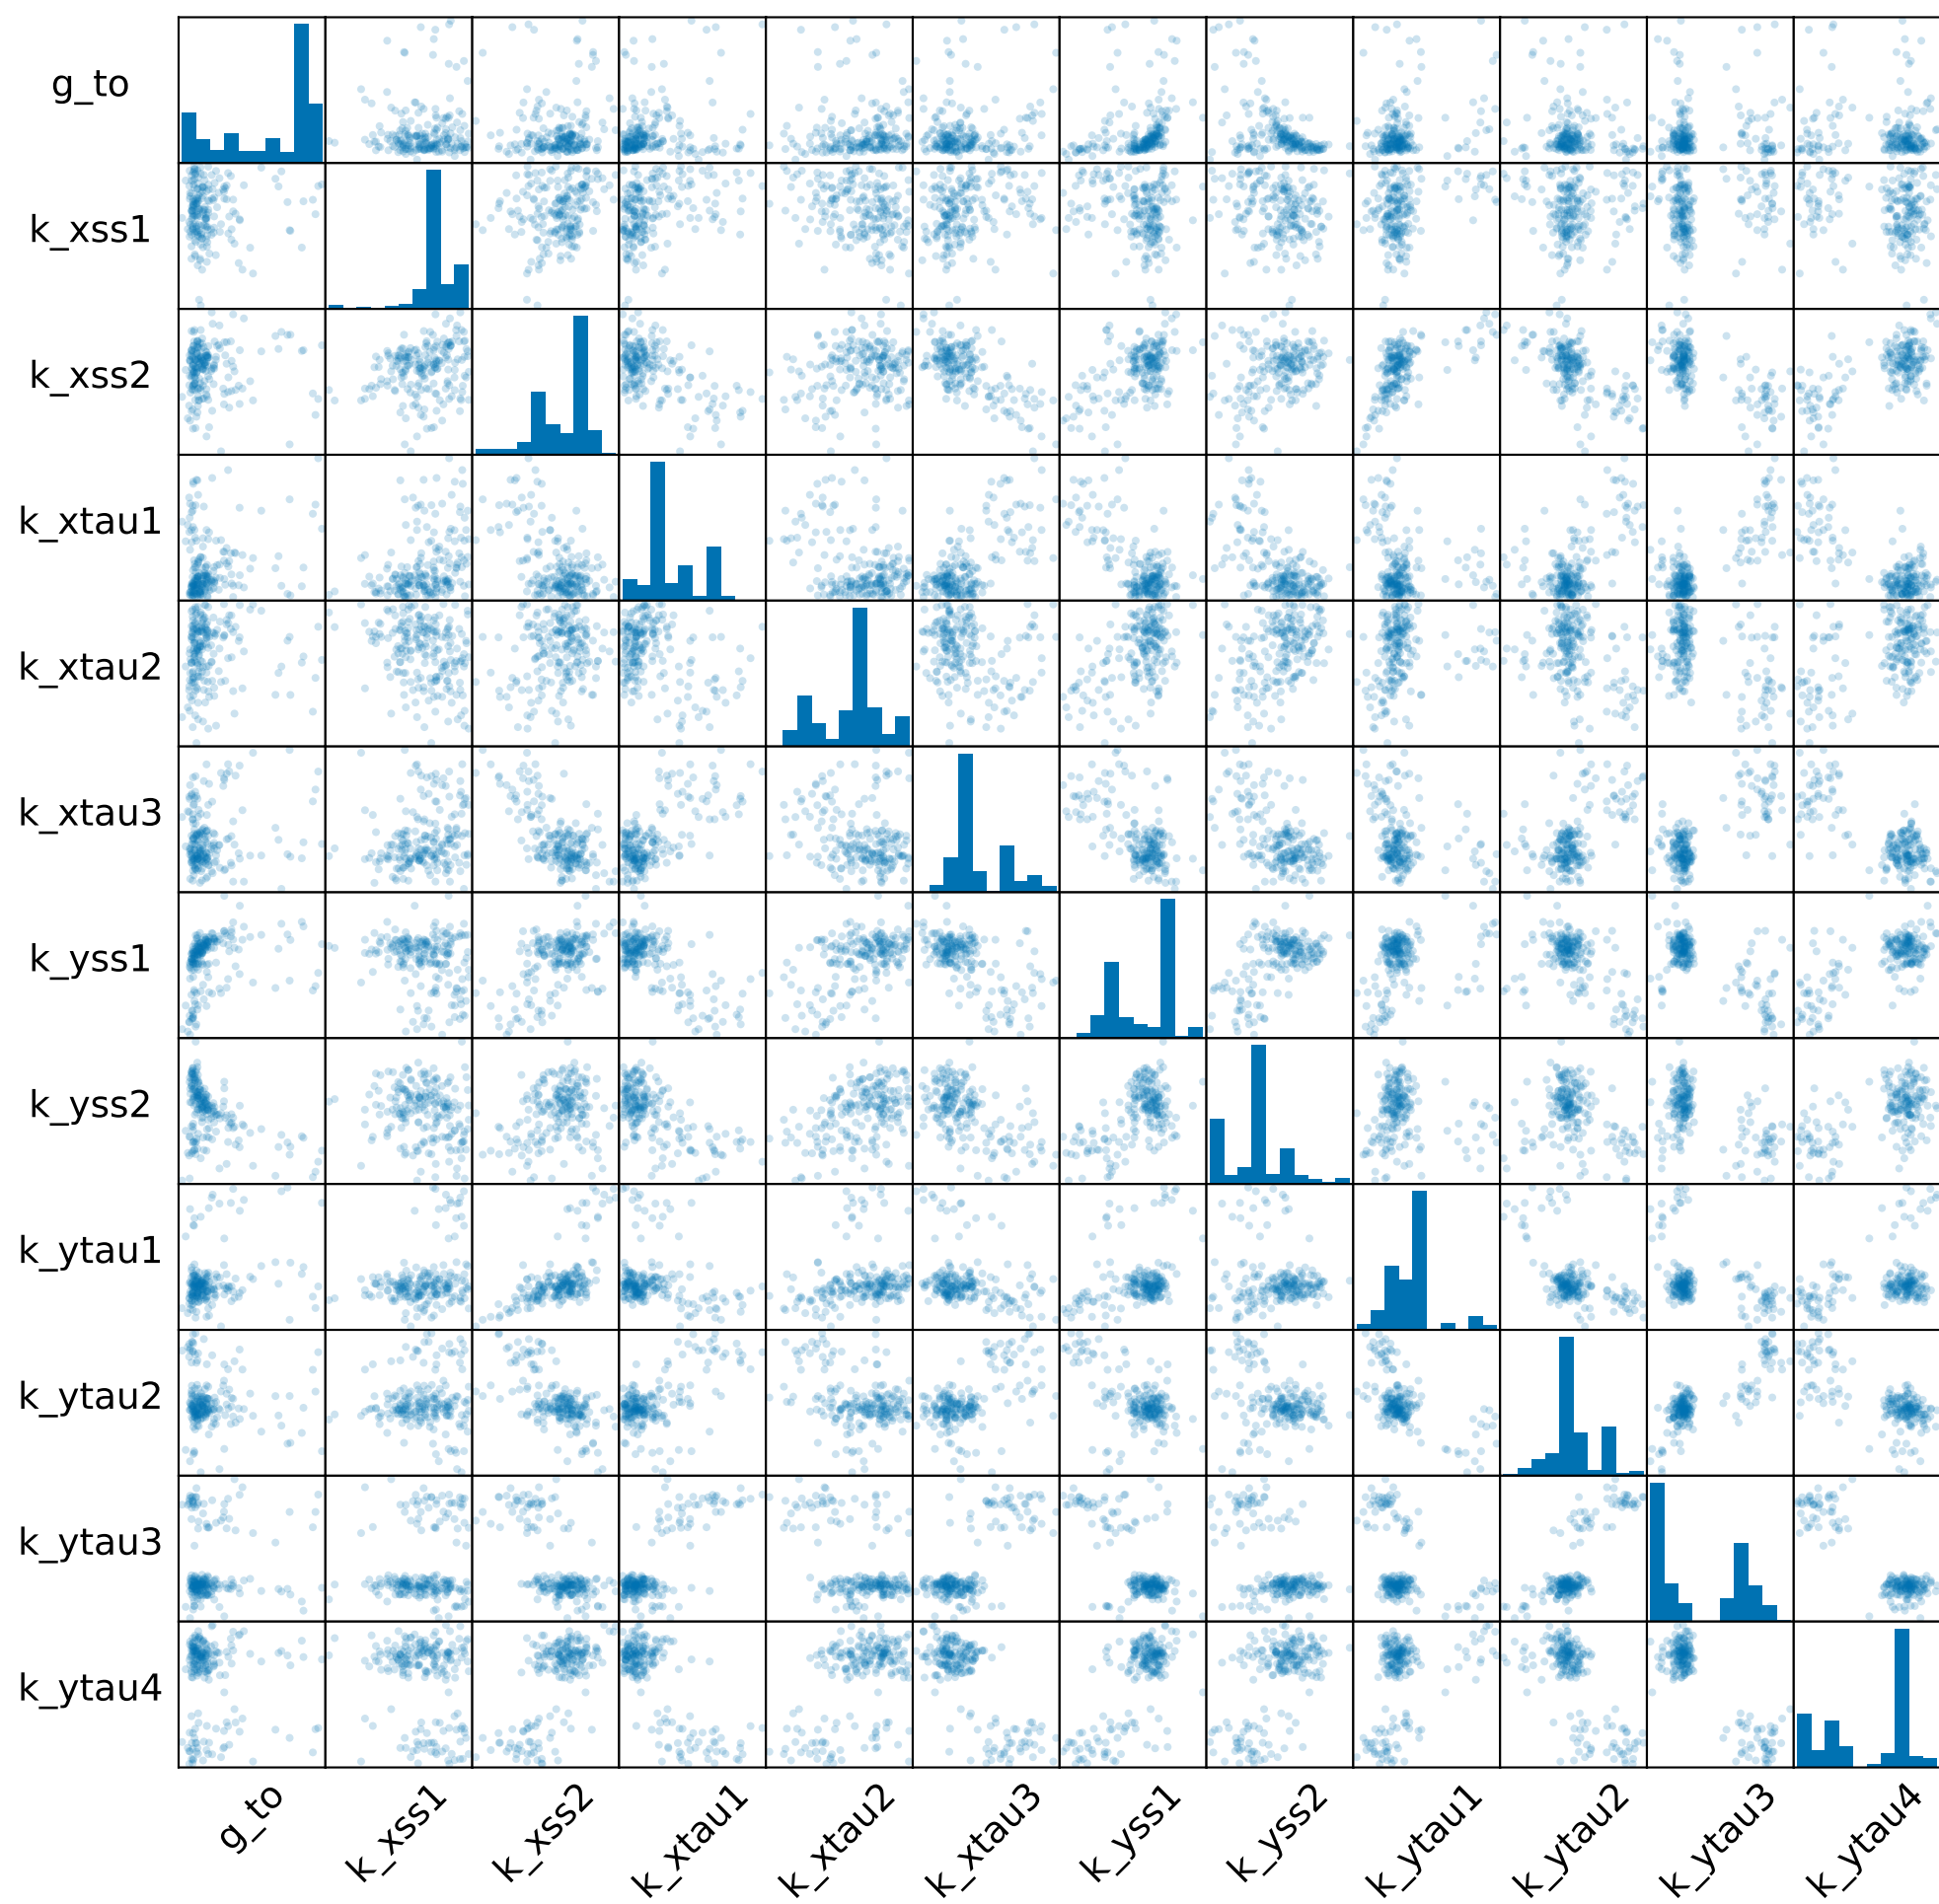 g_to
k_xss1
k_xss2
k_xtau1
k_xtau2
k_xtau3
k_yss1
k_yss2
k_ytau1
k_ytau2
k_ytau3
k_ytau4
g_to
k_xss1
k_xss2
k_xtau1
k_xtau2
k_xtau3
k_yss1
k_yss2
k_ytau1
k_ytau2
k_ytau3
k_ytau4